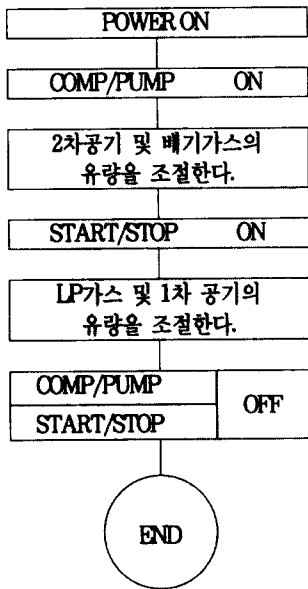 POWER ON
COMP/PUMP ON
2차공기 및 배기가스의
유량을 조절한다.
START/STOP ON
LP가스 및 1차 공기의
유량을 조절한다.
COMP/PUMP
OFF
START/STOP
END